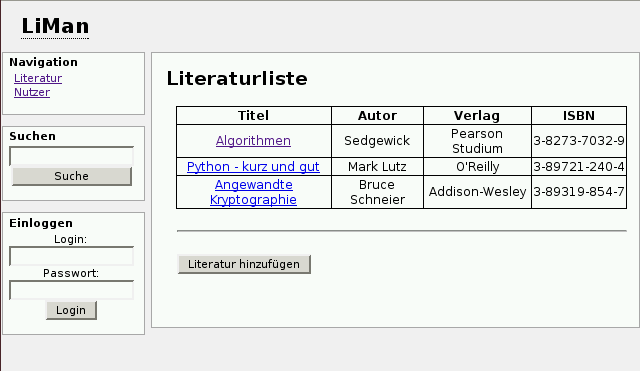 LiMan
Navigation
Literatur
Nutzer
Suchen
Suche
Einloggen
Login:
Passwort:
Login
Literaturliste
Titel Autor Verlag ISBN
Algorithmen Sedgewick Pearson Studium 3-8273-7032-9
Python - kurz und gut Mark Lutz O'Reilly 3-89721-240-4
Angewandte Kryptographie Bruce Schneier Addison-Wesley 3-89319-854-7
Literatur hinzufügen